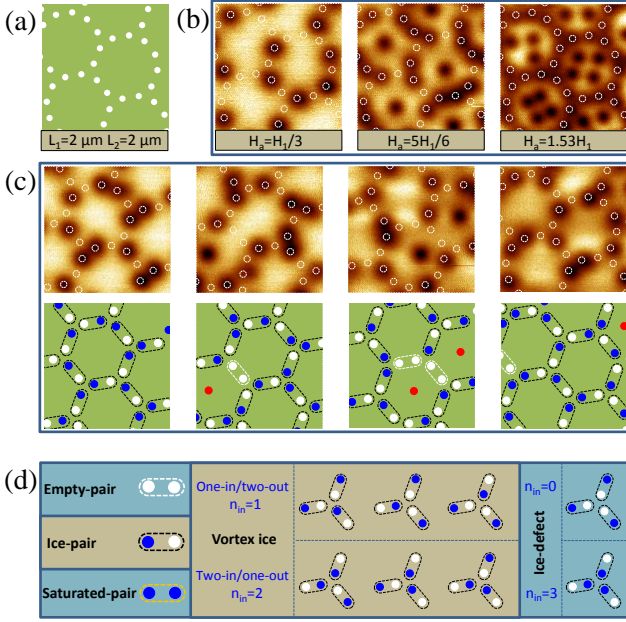 (a)
L₁=2 μm L₂=2 μm
(b)
Hₐ=H₁/3
Hₐ=5H₁/6
Hₐ=1.53H₁
(c)
(d)
Empty-pair
Ice-pair
Saturated-pair
One-in/two-out
nᵢₙ=1
Vortex ice
Two-in/one-out
nᵢₙ=2
Ice-defect
nᵢₙ=0
nᵢₙ=3